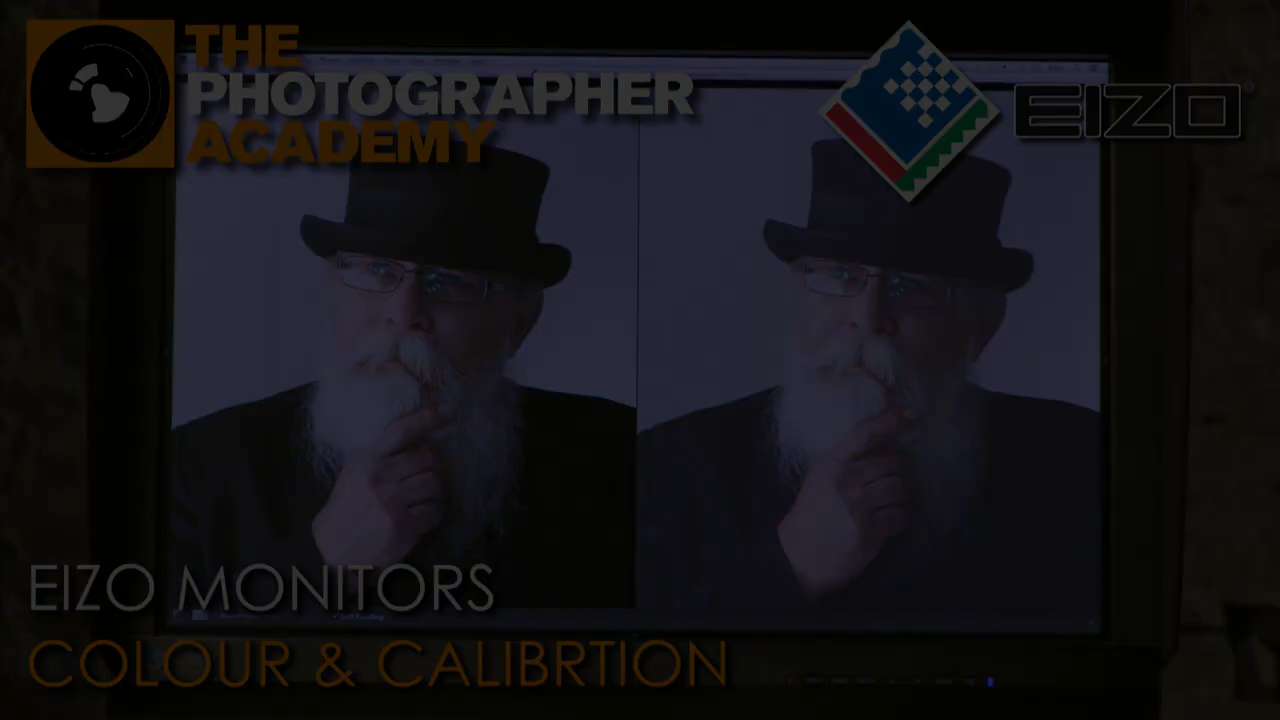 THE
PHOTOGRAPHER
ACADEMY
EIZO
EIZO MONITORS
COLOUR & CALIBRTION